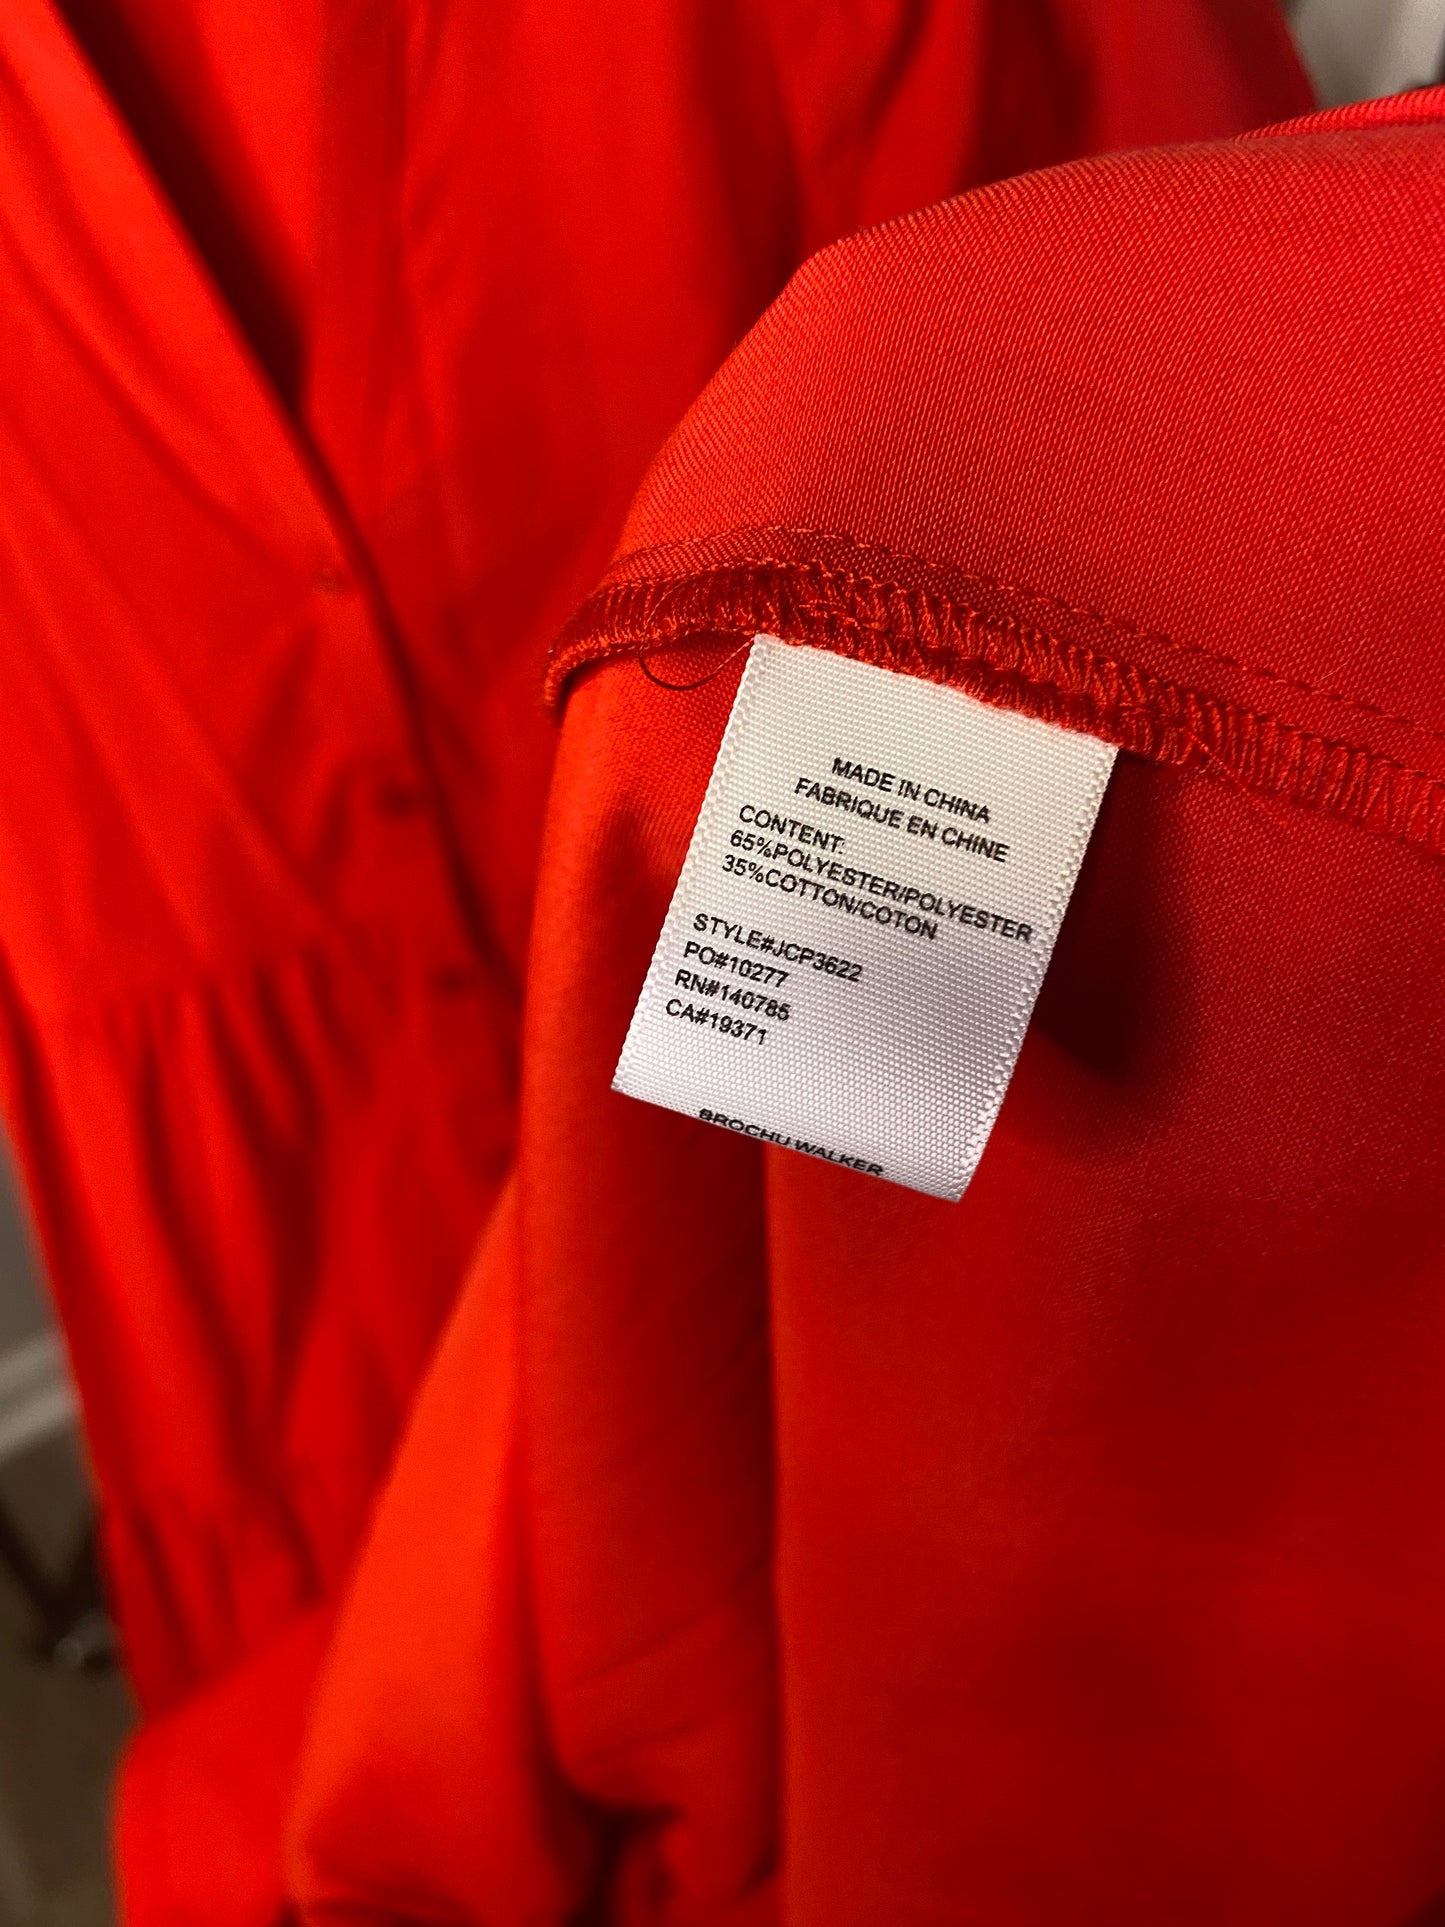 MADE IN CHINA
FABRIQUE EN CHINE
CONTENT:
65%POLYESTER/POLYESTER
35%COTTON/COTON
STYLE#JCP3622
PO#10277
RN#140785
CA#19371
BROCHU WALKER